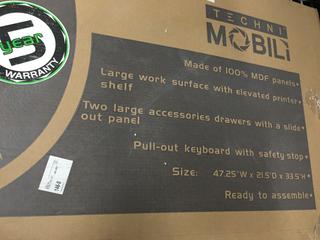 5
year
WARRANTY
TECHNI
MOBILI
Made of 100% MDF panels
Large work surface with elevated printer
shelf
Two large accessories drawers with a slide
out panel
Pull-out keyboard with safety stop
Size: 47.25"W x 21.5"D x 33.5"H
Ready to assemble